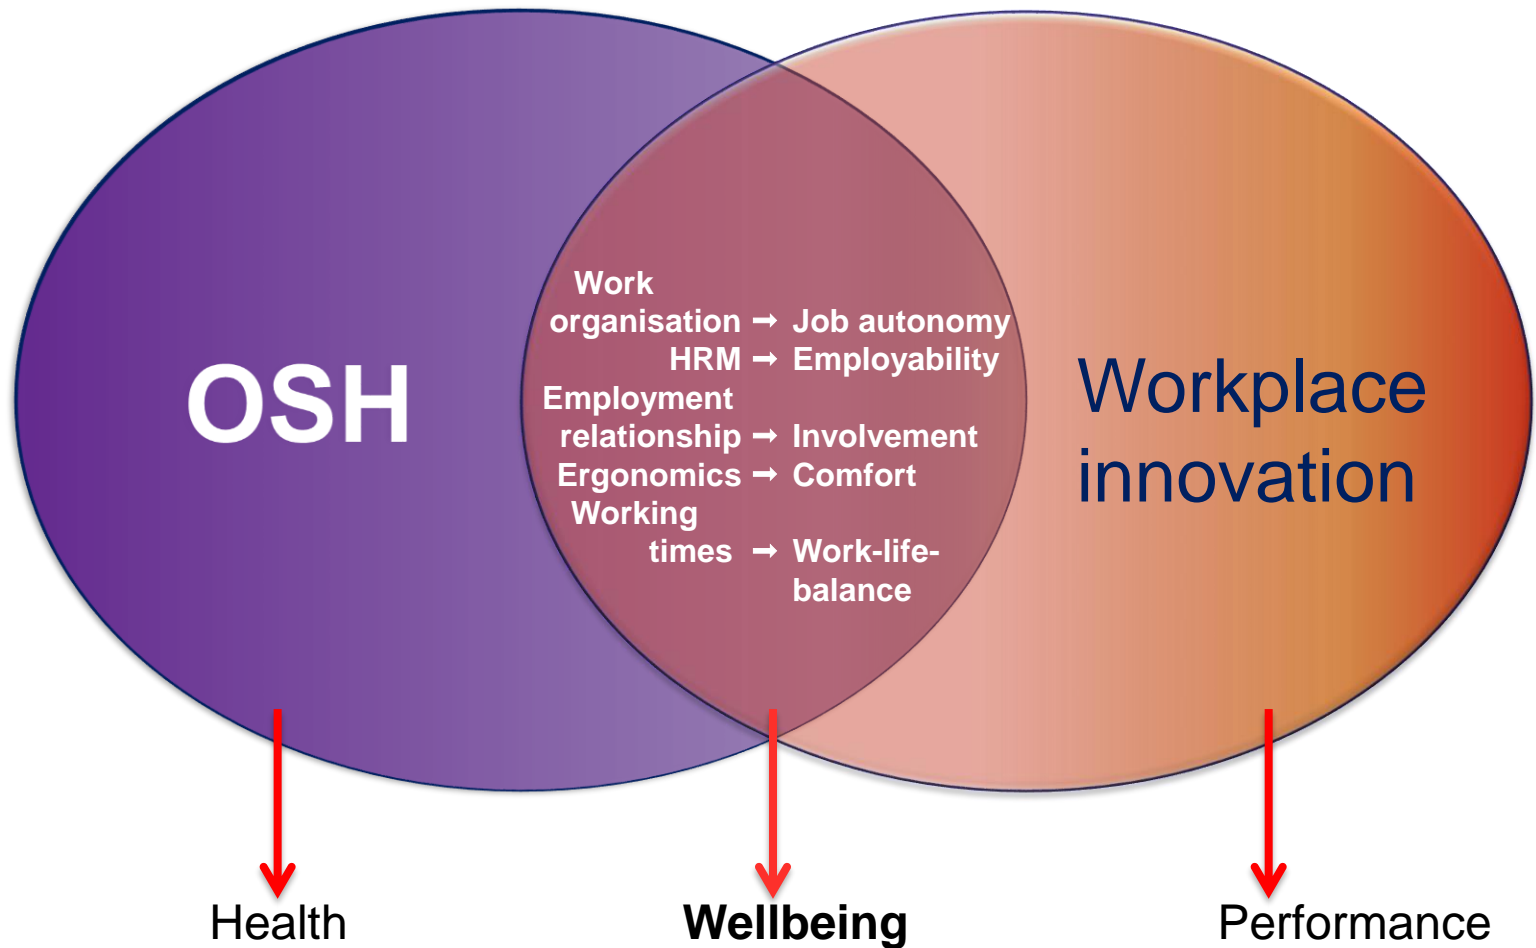 OSH
Work
organisation ➞ Job autonomy
HRM ➞ Employability
Employment
relationship ➞ Involvement
Ergonomics ➞ Comfort
Working
times ➞ Work-life-
balance
Workplace
innovation
Health
Wellbeing
Performance